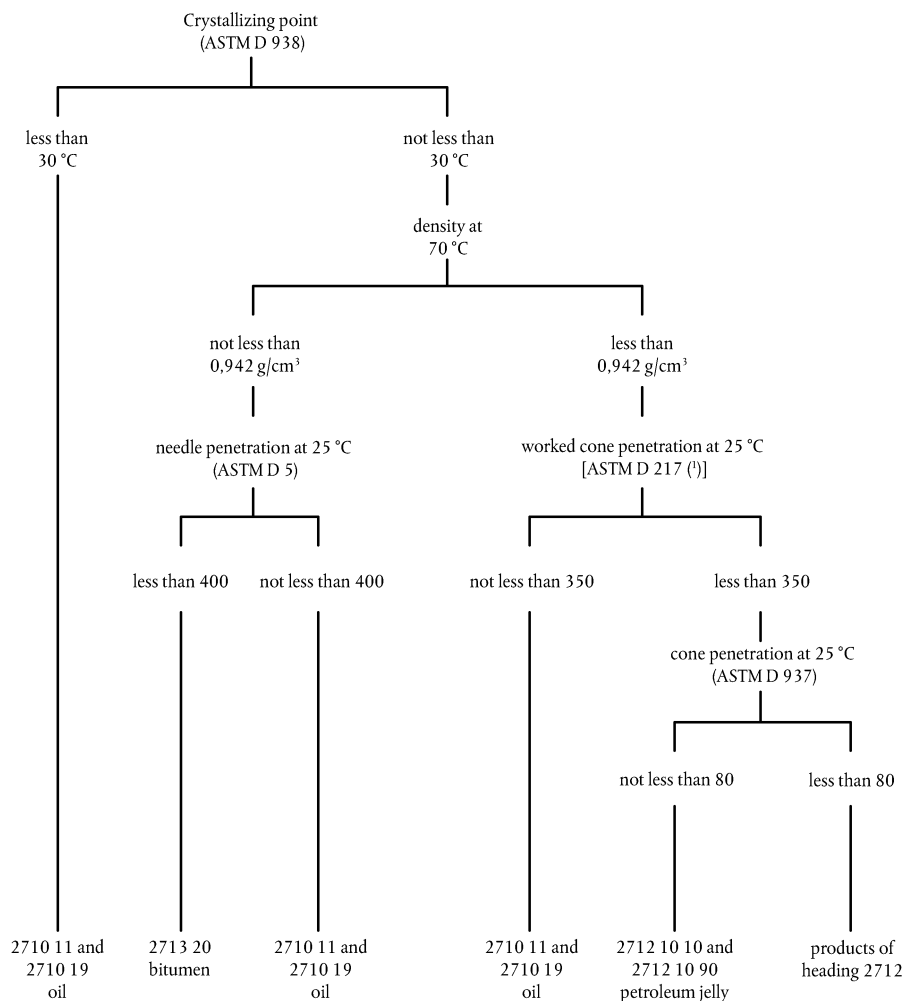 Crystallizing point
(ASTM D 938)
less than
30 °C
not less than
30 °C
density at
70 °C
not less than
0,942 g/cm³
less than
0,942 g/cm³
needle penetration at 25 °C
(ASTM D 5)
worked cone penetration at 25 °C
[ASTM D 217 (¹)]
less than 400
not less than 400
not less than 350
less than 350
cone penetration at 25 °C
(ASTM D 937)
not less than 80
less than 80
2710 11 and
2710 19
oil
2713 20
bitumen
2710 11 and
2710 19
oil
2710 11 and
2710 19
oil
2712 10 10 and
2712 10 90
petroleum jelly
products of
heading 2712